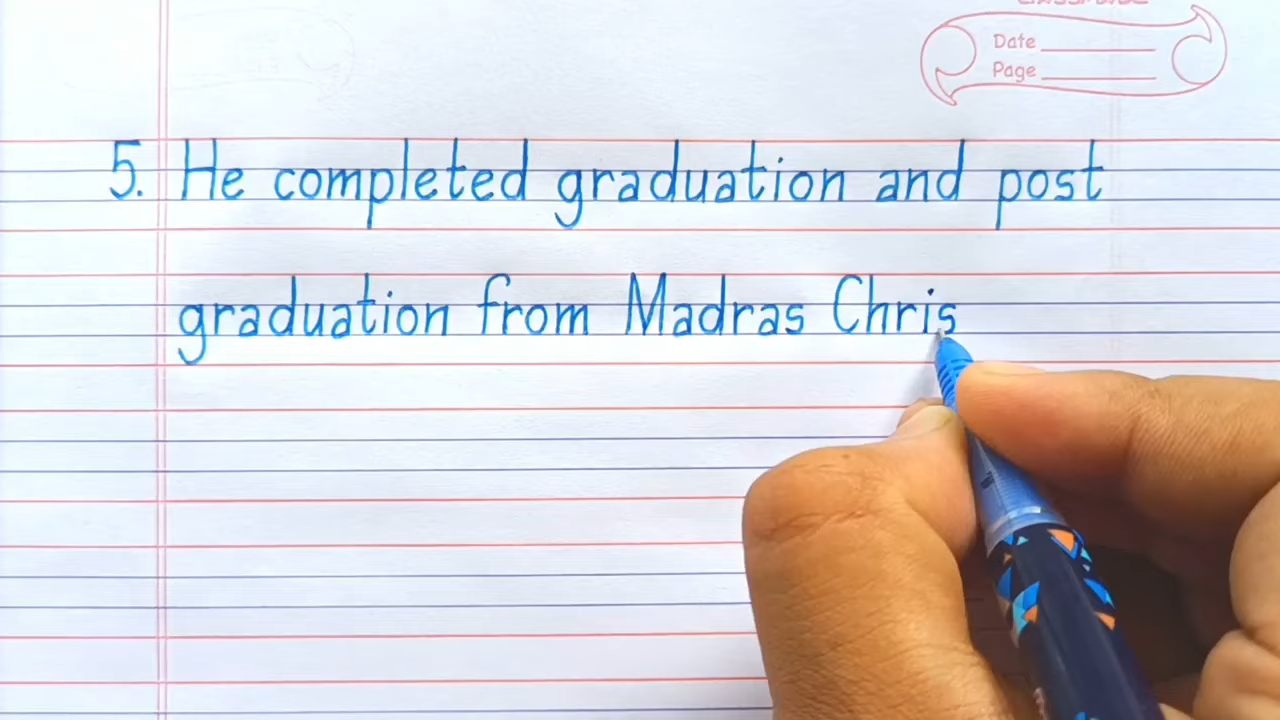 Date
Page
5. He completed graduation and post
graduation from Madras Chris